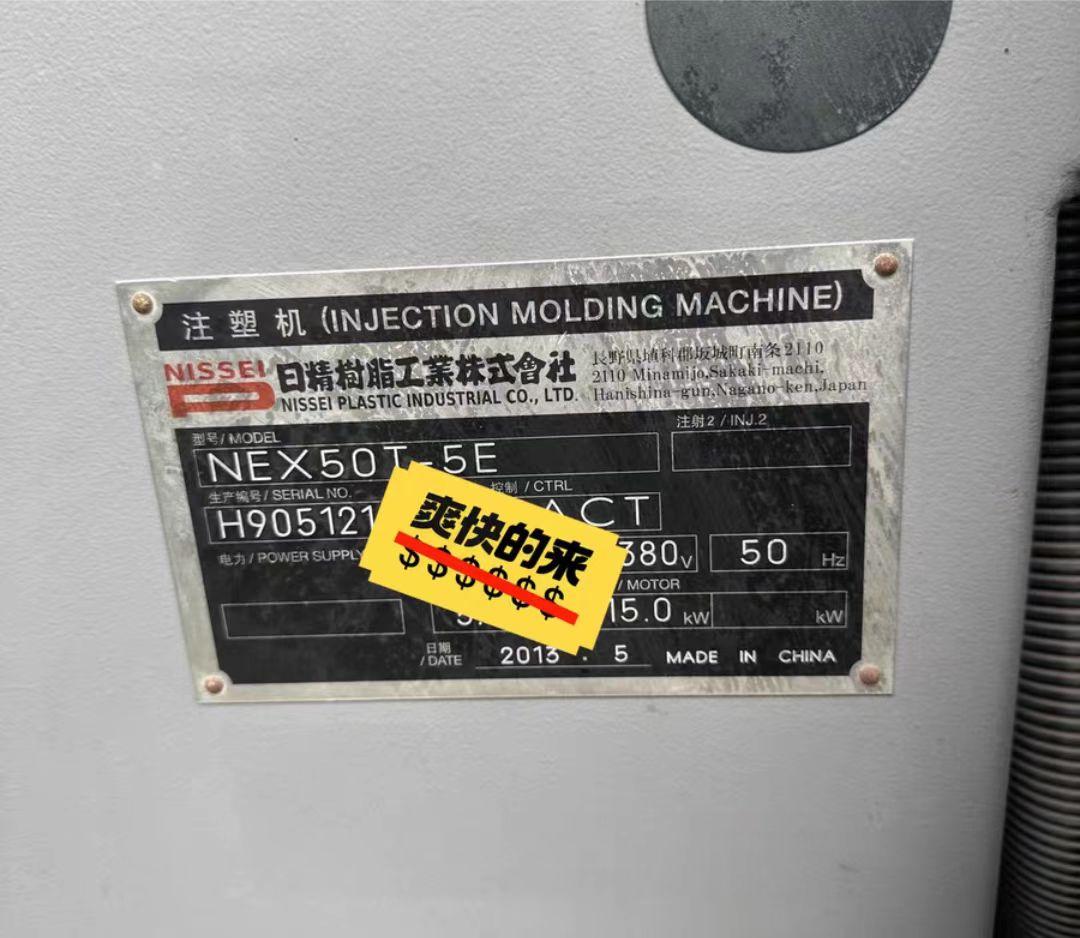 注塑机 (INJECTION MOLDING MACHINE)
NISSEI 日精樹脂工業株式會社
NISSEI PLASTIC INDUSTRIAL CO., LTD.
長野県埴科郡坂城町南条2110
2110 Minamijo,Sakaki-machi,
Hanishina-gun,Nagano-ken,Japan
型号/MODEL
NEX50T-5E
注射2/INJ.2
生产编号/SERIAL NO.
H905121
控制/CTRL
ACT
电力/POWER SUPPLY
380V
50 Hz
/MOTOR
15.0 kW
kW
日期/DATE
2013.5
MADE IN CHINA
爽快的来
$$$$$$